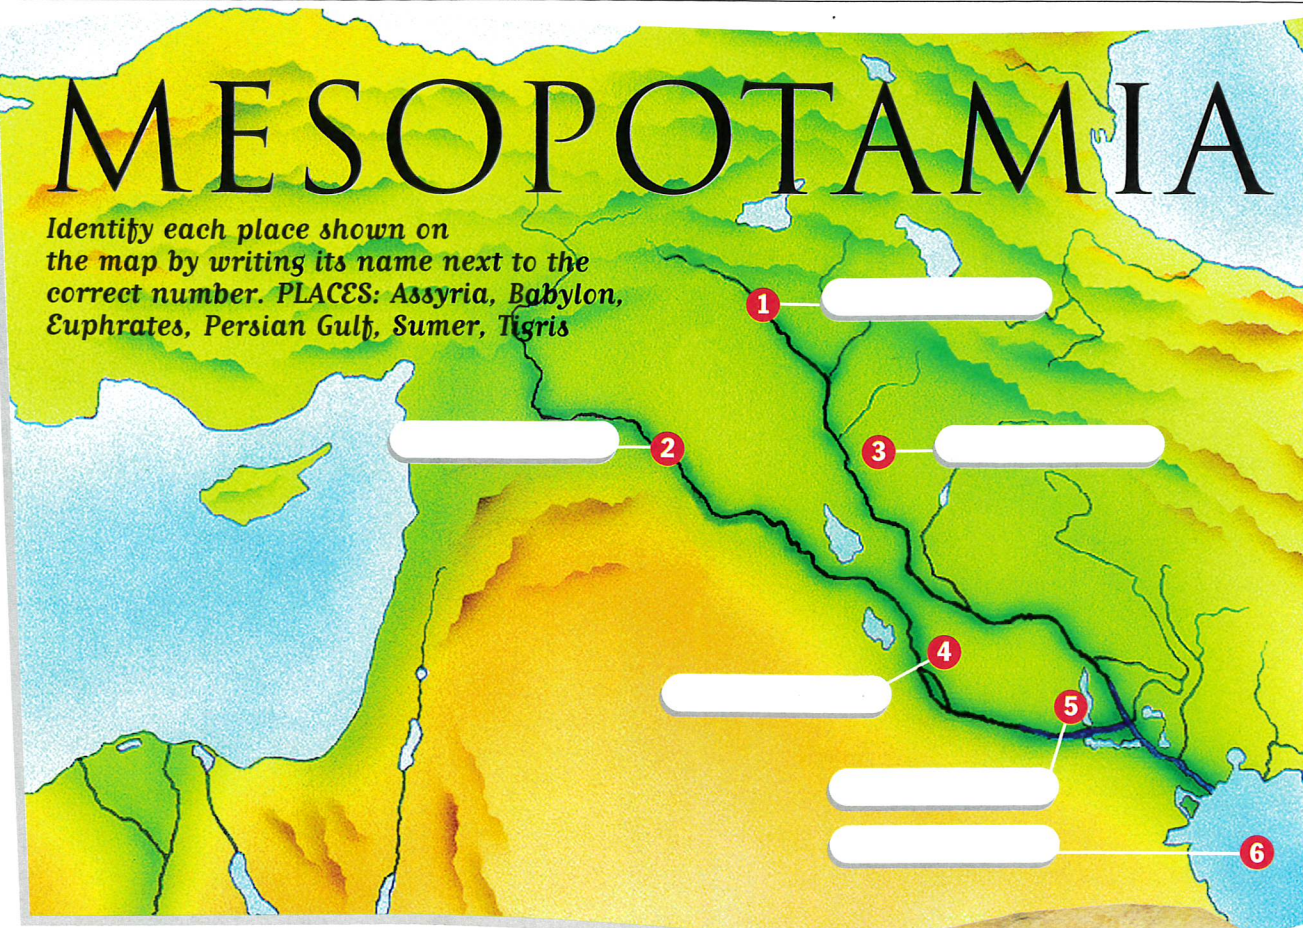 MESOPOTAMIA
Identify each place shown on
the map by writing its name next to the
correct number. PLACES: Assyria, Babylon,
Euphrates, Persian Gulf, Sumer, Tigris
1
2
3
4
5
6